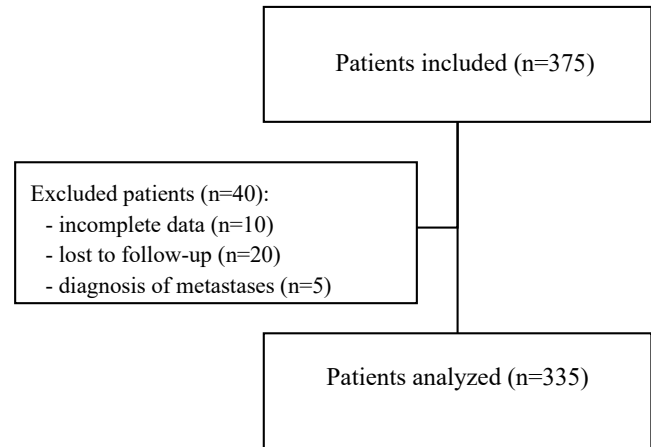 Patients included (n=375)
Excluded patients (n=40):
- incomplete data (n=10)
- lost to follow-up (n=20)
- diagnosis of metastases (n=5)
Patients analyzed (n=335)